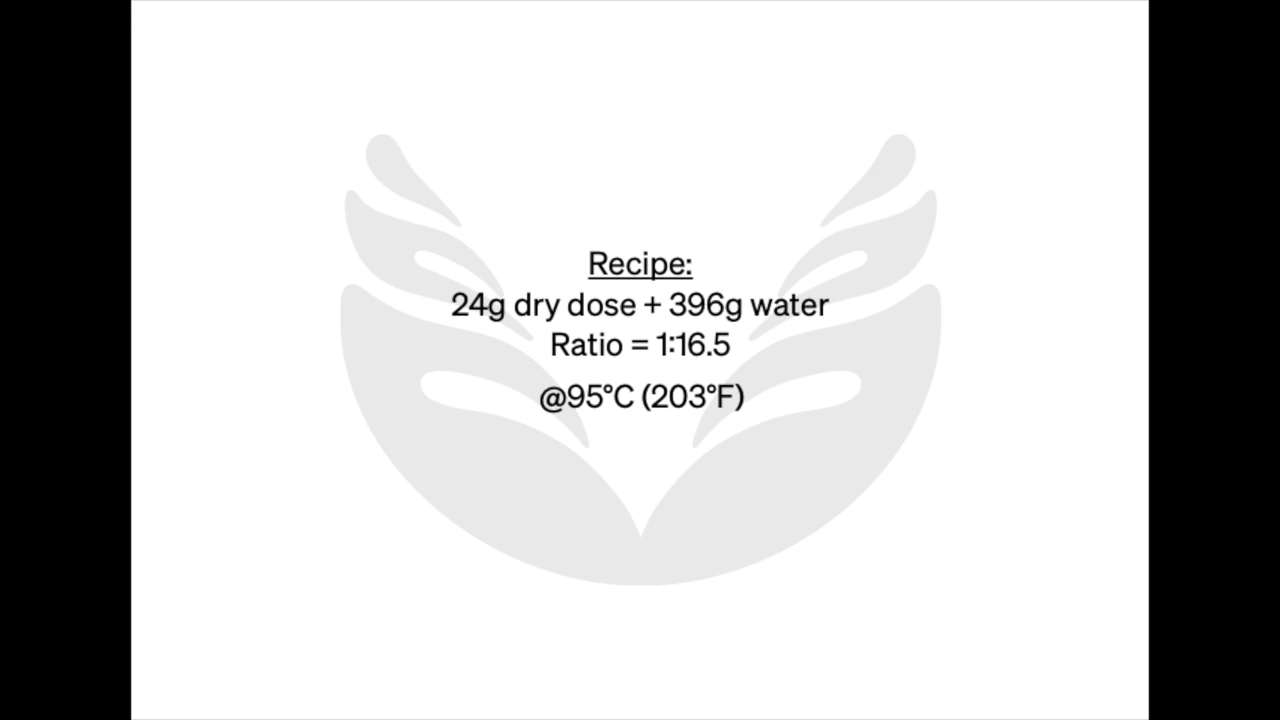 Recipe:
24g dry dose + 396g water
Ratio = 1:16.5
@95°C (203°F)